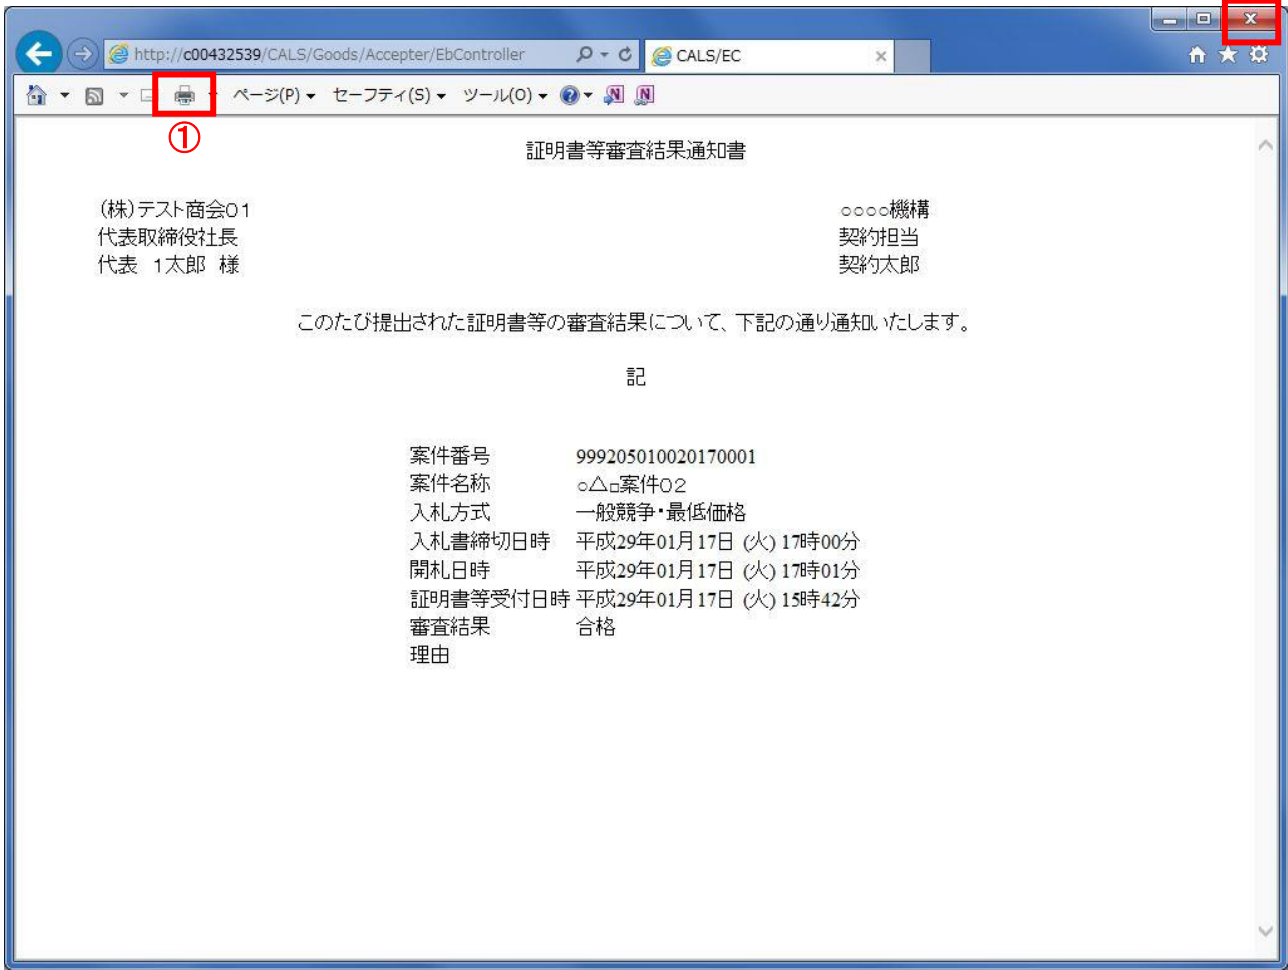 http://c00432539/CALS/Goods/Accepter/EbController
CALS/EC
ページ(P) セーフティ(S) ツール(O)
①
証明書等審査結果通知書
(株)テスト商会01 ○○○○機構
代表取締役社長 契約担当
代表 1太郎 様 契約太郎
このたび提出された証明書等の審査結果について、下記の通り通知いたします。
記
案件番号 999205010020170001
案件名称 ○△□案件02
入札方式 一般競争・最低価格
入札書締切日時 平成29年01月17日 (火) 17時00分
開札日時 平成29年01月17日 (火) 17時01分
証明書等受付日時 平成29年01月17日 (火) 15時42分
審査結果 合格
理由